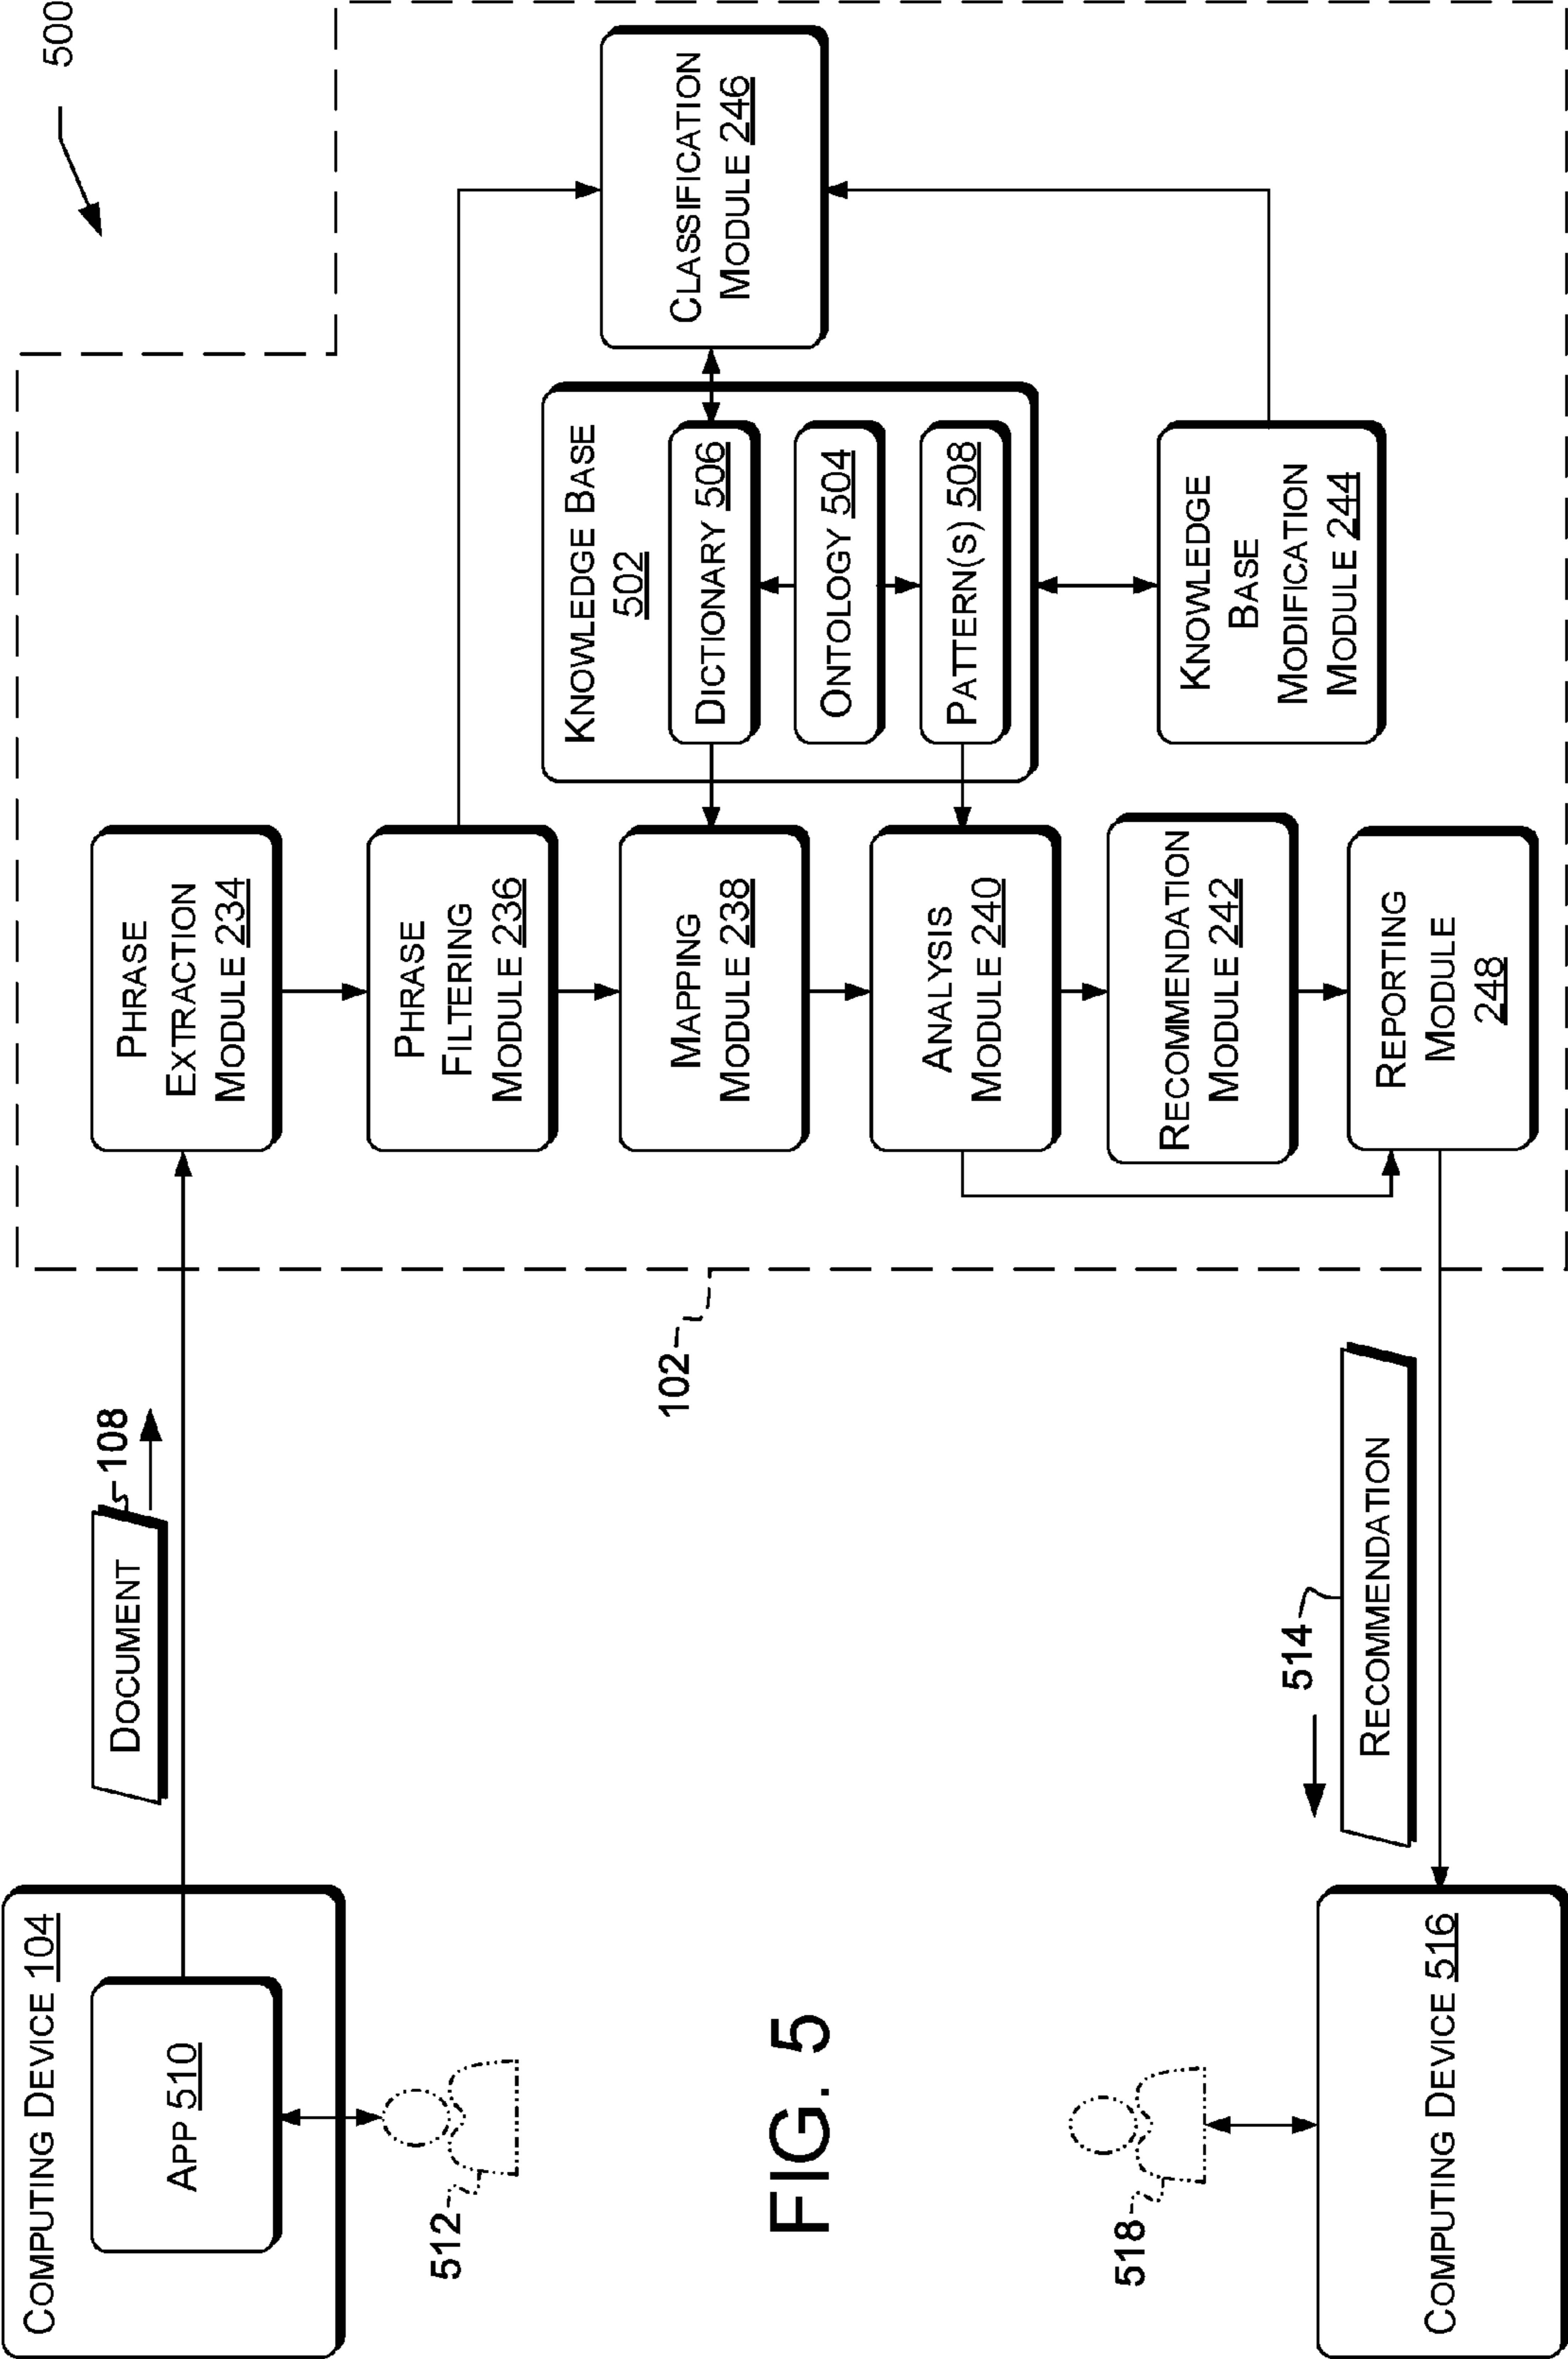 500
COMPUTING DEVICE 104
APP 510
512
DOCUMENT
108
PHRASE
EXTRACTION
MODULE 234
PHRASE
FILTERING
MODULE 236
MAPPING
MODULE 238
ANALYSIS
MODULE 240
RECOMMENDATION
MODULE 242
REPORTING
MODULE
248
KNOWLEDGE BASE
502
DICTIONARY 506
ONTOLOGY 504
PATTERN(S) 508
CLASSIFICATION
MODULE 246
KNOWLEDGE
BASE
MODIFICATION
MODULE 244
102
514
RECOMMENDATION
518
COMPUTING DEVICE 516
FIG. 5